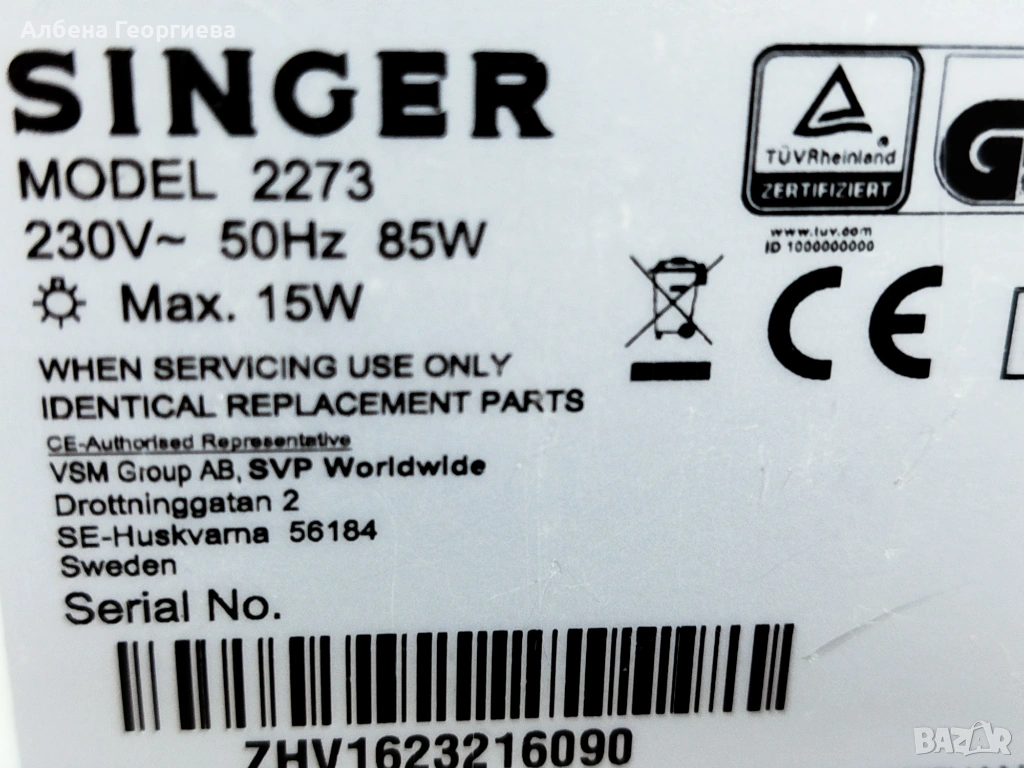 Албена Георгиева
SINGER
MODEL 2273
230V~ 50Hz 85W
Max. 15W
WHEN SERVICING USE ONLY
IDENTICAL REPLACEMENT PARTS
CE-Authorised Representative
VSM Group AB, SVP Worldwide
Drottninggatan 2
SE-Huskvarna 56184
Sweden
Serial No.
ZHV1623216090
TÜVRheinland
ZERTIFIZIERT
www.tuv.com
ID 1000000000
CE
BAZAR